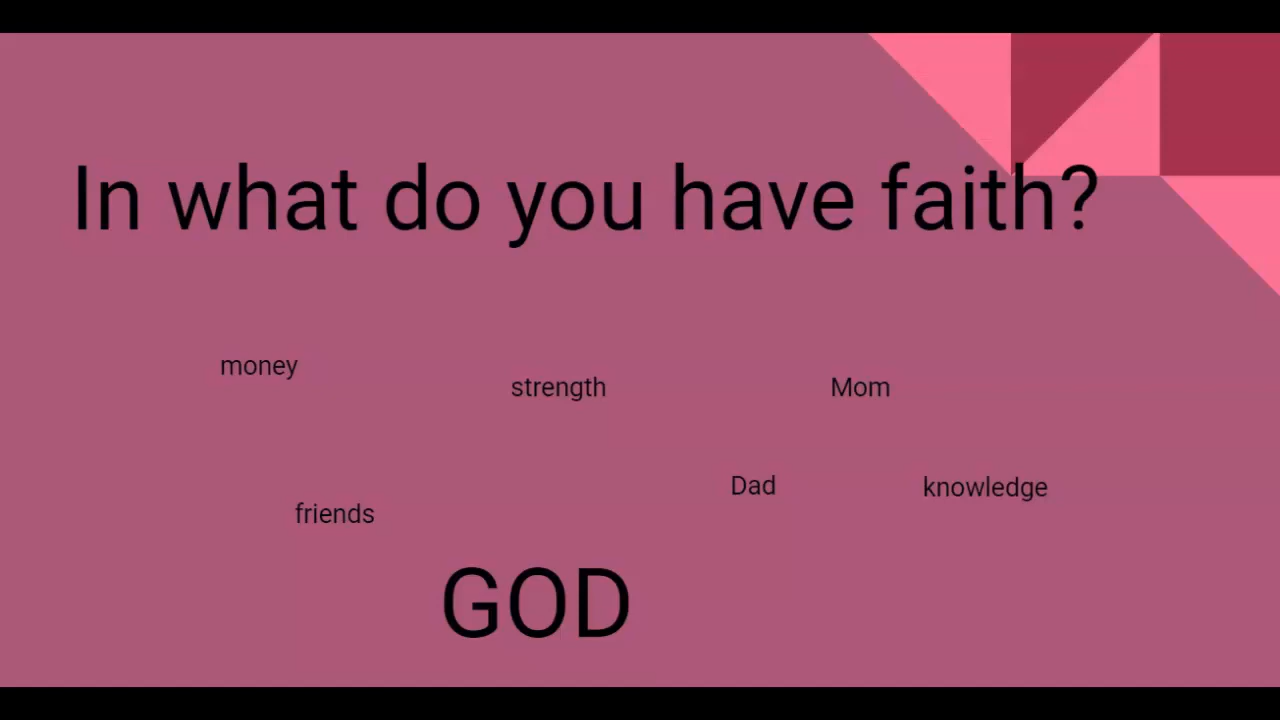 In what do you have faith?
money
strength
Mom
Dad
knowledge
friends
GOD